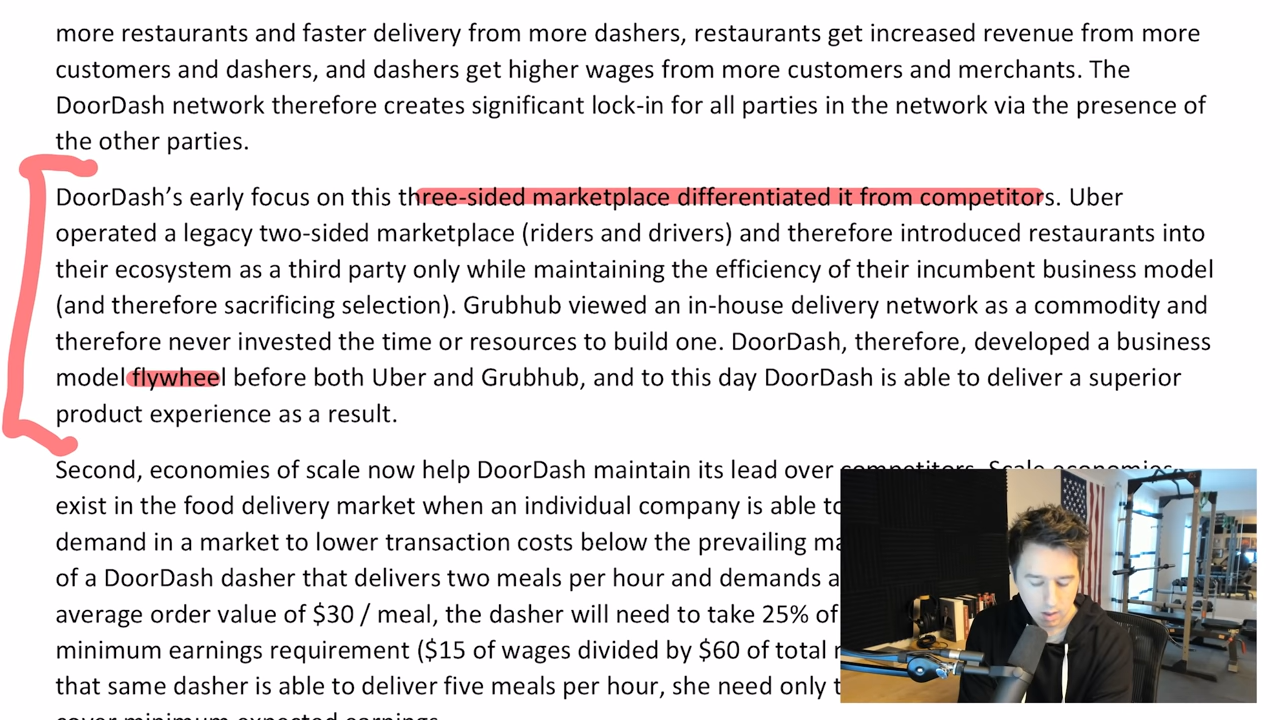 more restaurants and faster delivery from more dashers, restaurants get increased revenue from more
customers and dashers, and dashers get higher wages from more customers and merchants. The
DoorDash network therefore creates significant lock-in for all parties in the network via the presence of
the other parties.
DoorDash’s early focus on this three-sided marketplace differentiated it from competitors. Uber
operated a legacy two-sided marketplace (riders and drivers) and therefore introduced restaurants into
their ecosystem as a third party only while maintaining the efficiency of their incumbent business model
(and therefore sacrificing selection). Grubhub viewed an in-house delivery network as a commodity and
therefore never invested the time or resources to build one. DoorDash, therefore, developed a business
model flywheel before both Uber and Grubhub, and to this day DoorDash is able to deliver a superior
product experience as a result.
Second, economies of scale now help DoorDash maintain its lead over competitors. Scale economies
exist in the food delivery market when an individual company is able to
demand in a market to lower transaction costs below the prevailing
of a DoorDash dasher that delivers two meals per hour and demands a
average order value of $30 / meal, the dasher will need to take 25% of
minimum earnings requirement ($15 of wages divided by $60 of total
that same dasher is able to deliver five meals per hour, she need only
cover minimum expected earnings.